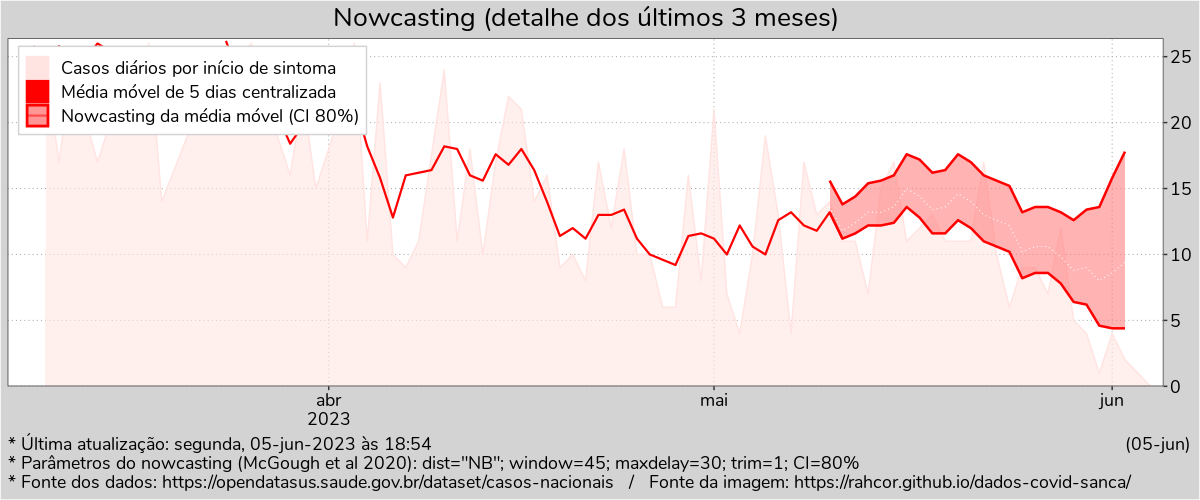 Nowcasting (detalhe dos últimos 3 meses)
Casos diários por início de sintoma
Média móvel de 5 dias centralizada
Nowcasting da média móvel (CI 80%)
25
20
15
10
5
0
abr
2023
mai
jun
* Última atualização: segunda, 05-jun-2023 às 18:54
(05-jun)
* Parâmetros do nowcasting (McGough et al 2020): dist="NB"; window=45; maxdelay=30; trim=1; CI=80%
* Fonte dos dados: https://opendatasus.saude.gov.br/dataset/casos-nacionais / Fonte da imagem: https://rahcor.github.io/dados-covid-sanca/